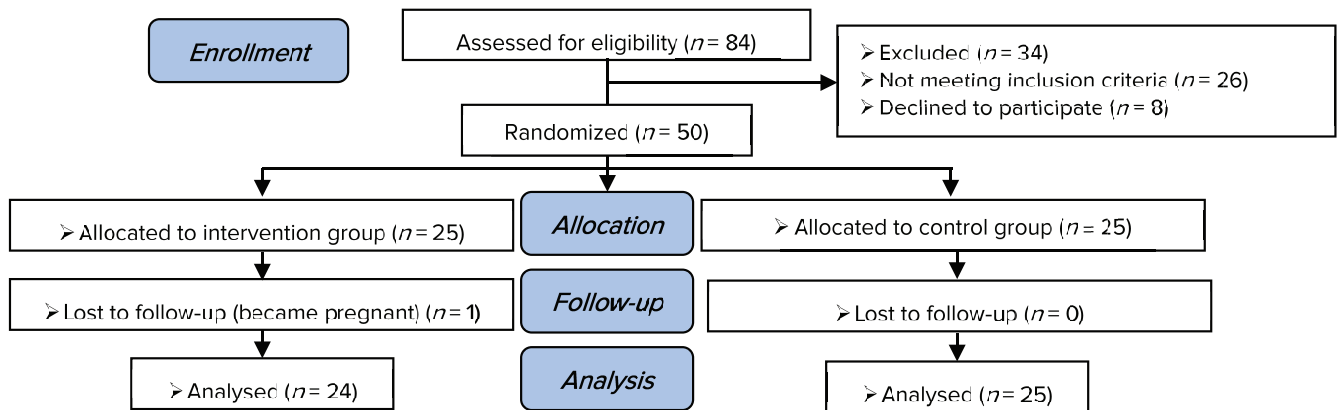 Enrollment
Assessed for eligibility (n = 84)
➢ Excluded (n = 34)
➢ Not meeting inclusion criteria (n = 26)
➢ Declined to participate (n = 8)
Randomized (n = 50)
➢ Allocated to intervention group (n = 25)
Allocation
➢ Allocated to control group (n = 25)
➢ Lost to follow-up (became pregnant) (n = 1)
Follow-up
➢ Lost to follow-up (n = 0)
➢ Analysed (n = 24)
Analysis
➢ Analysed (n = 25)